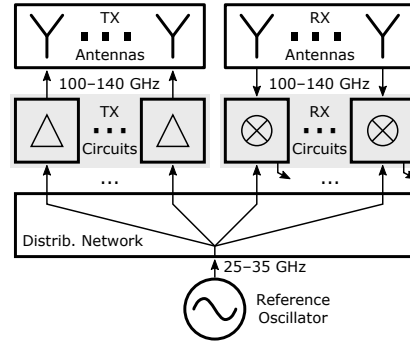 TX
Antennas
RX
Antennas
100–140 GHz
100–140 GHz
TX
Circuits
RX
Circuits
...
...
Distrib. Network
25–35 GHz
Reference
Oscillator